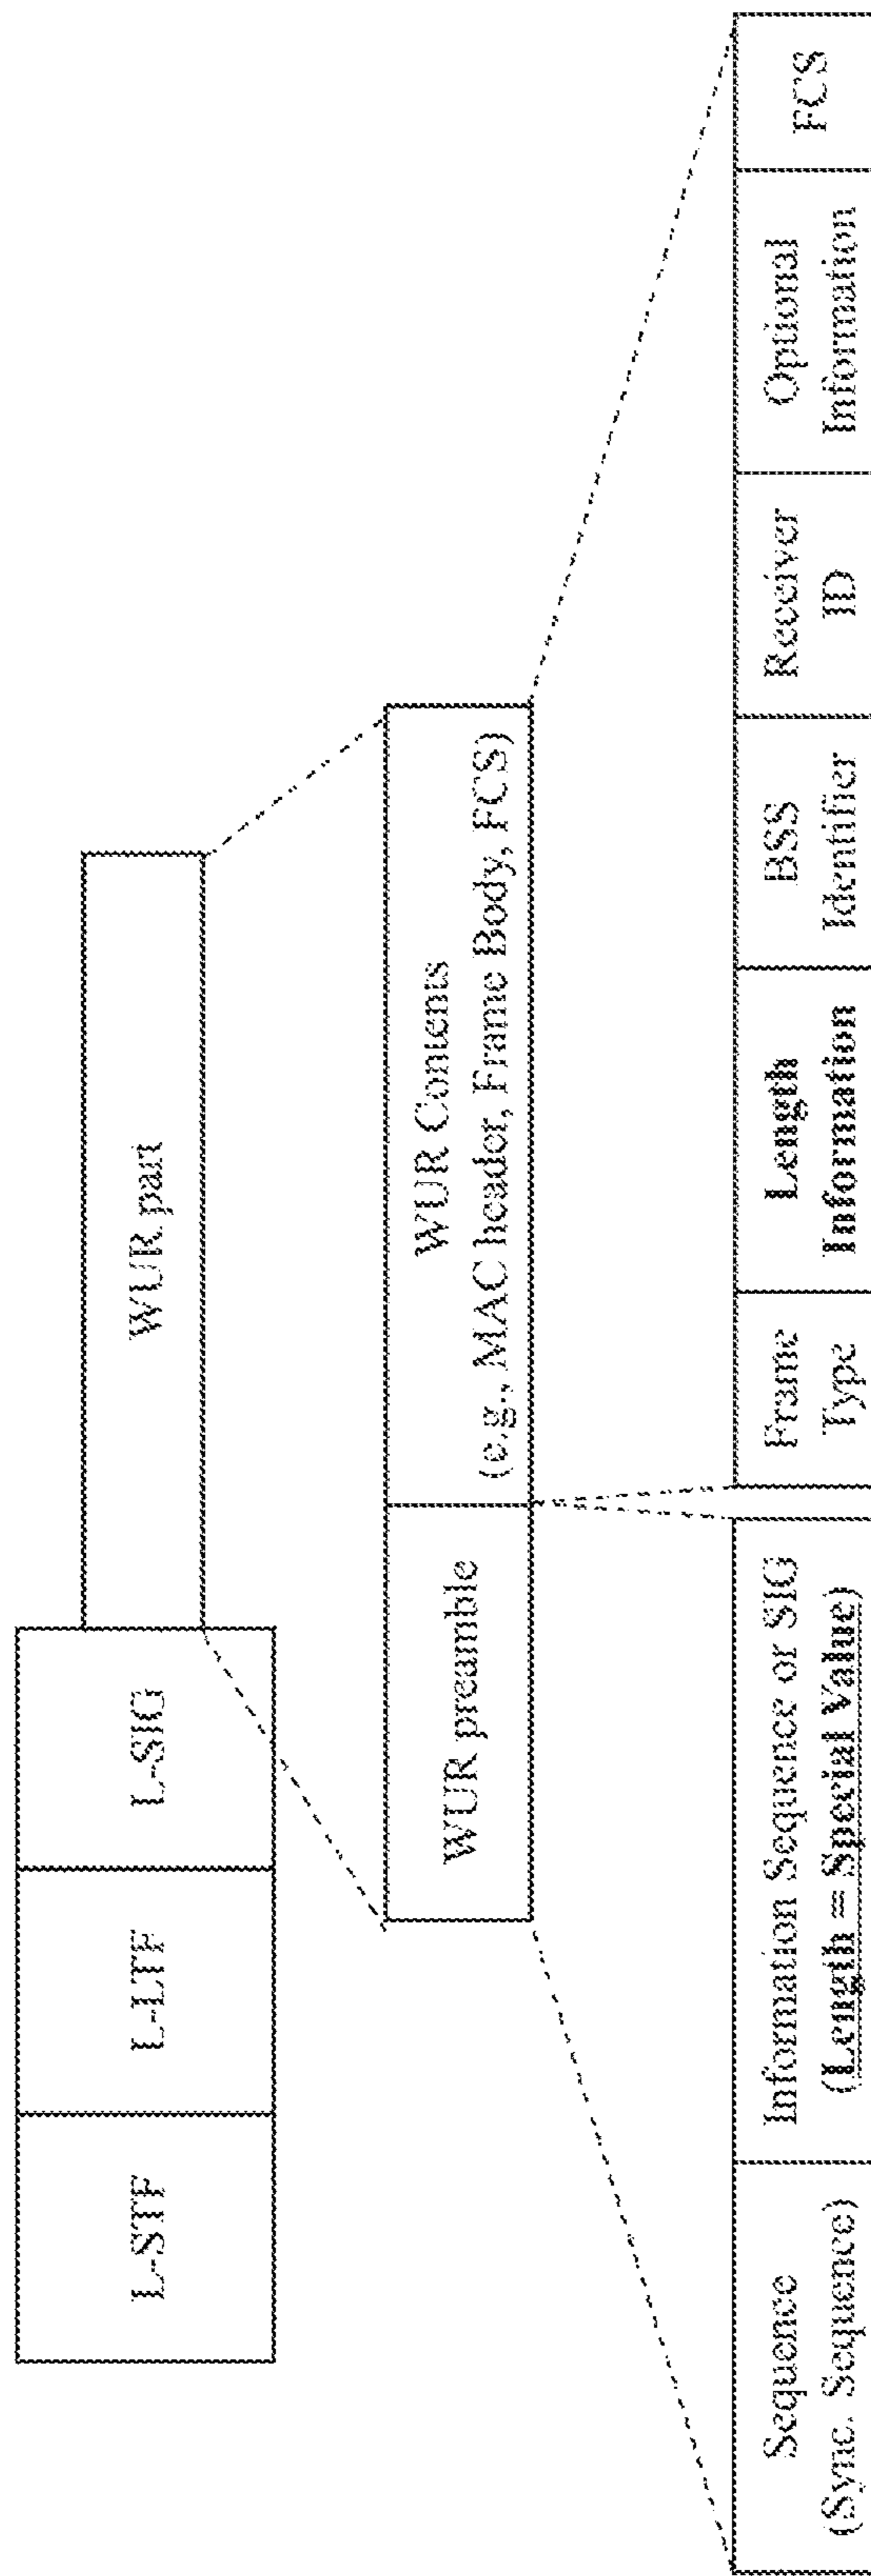 L-STF
L-LTF
L-SIG
WUR part
WUR preamble
WUR Contents
(e.g., MAC header, Frame Body, FCS)
Sequence
(Sync. Sequence)
Information Sequence or SIG
(Length = Special Value)
Frame
Type
Length
Information
BSS
Identifier
Receiver
ID
Optional
Information
FCS